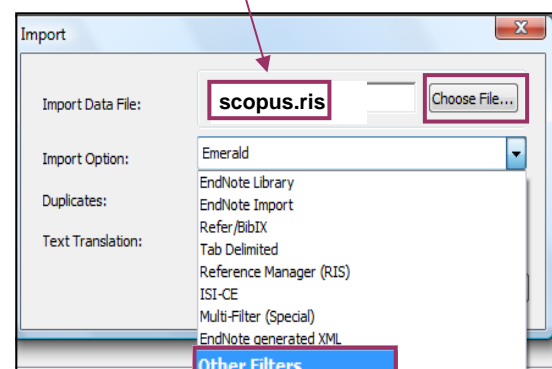 Import
Import Data File:
scopus.ris
Choose File...
Import Option:
Emerald
EndNote Library
EndNote Import
Duplicates:
Refer/BibIX
Tab Delimited
Text Translation:
Reference Manager (RIS)
ISI-CE
Multi-Filter (Special)
EndNote generated XML
Other Filters